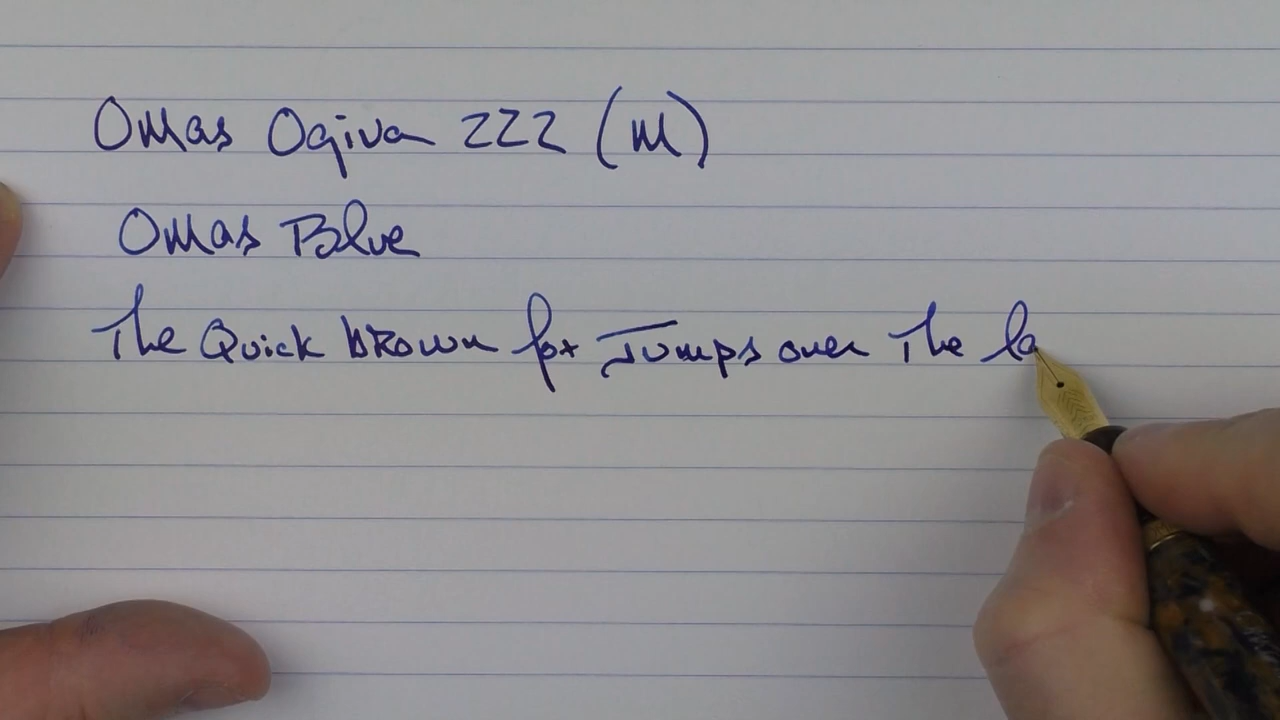 Omas Ogiva 222 (M)
Omas Blue
The Quick brown fox Jumps over The la